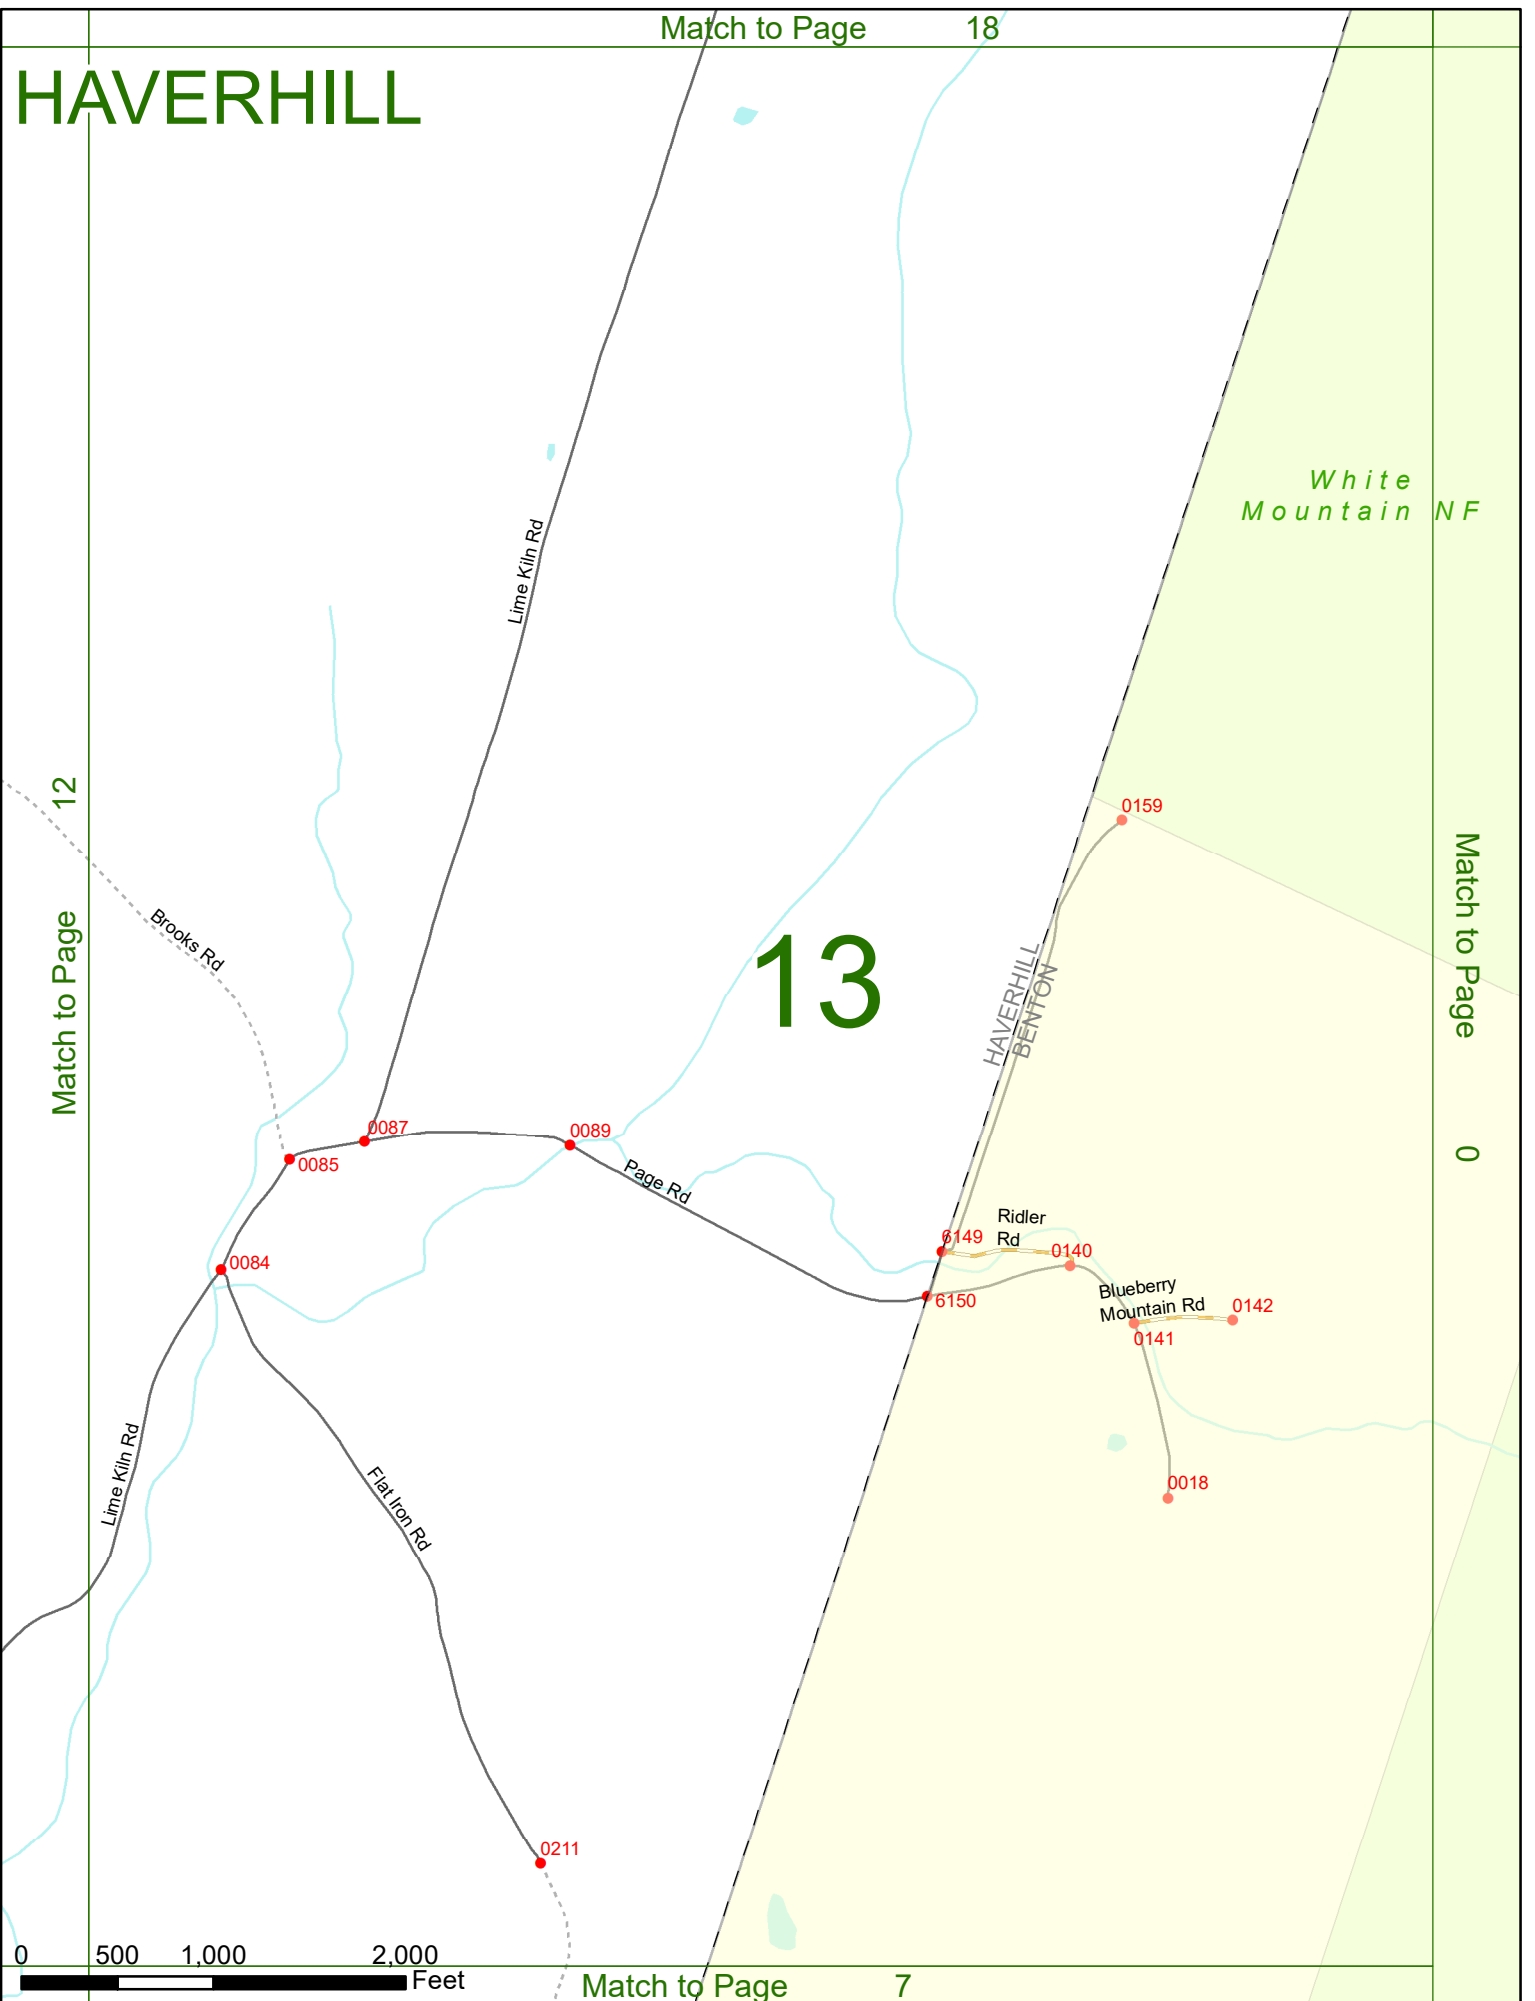 Match to Page 18
HAVERHILL
White
Mountain NF
Lime Kiln Rd
Match to Page 12
0159
Match to Page 0
Brooks Rd
13
HAVERHILL
BENTON
0087
0089
0085
Page Rd
Ridler
Rd
6149
0140
0084
Blueberry
Mountain Rd
6150
0142
0141
Lime Kiln Rd
Flat Iron Rd
0018
0211
0 500 1,000 2,000
Feet
Match to Page 7